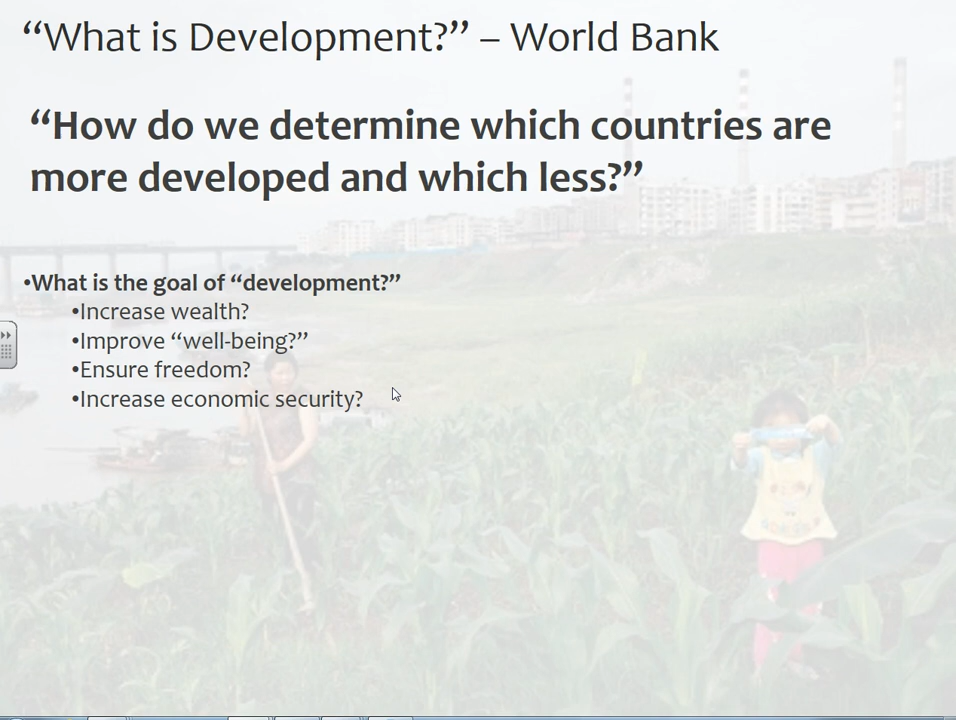 “What is Development?” – World Bank
“How do we determine which countries are
more developed and which less?”
•What is the goal of “development?”
•Increase wealth?
•Improve “well-being?”
•Ensure freedom?
•Increase economic security?